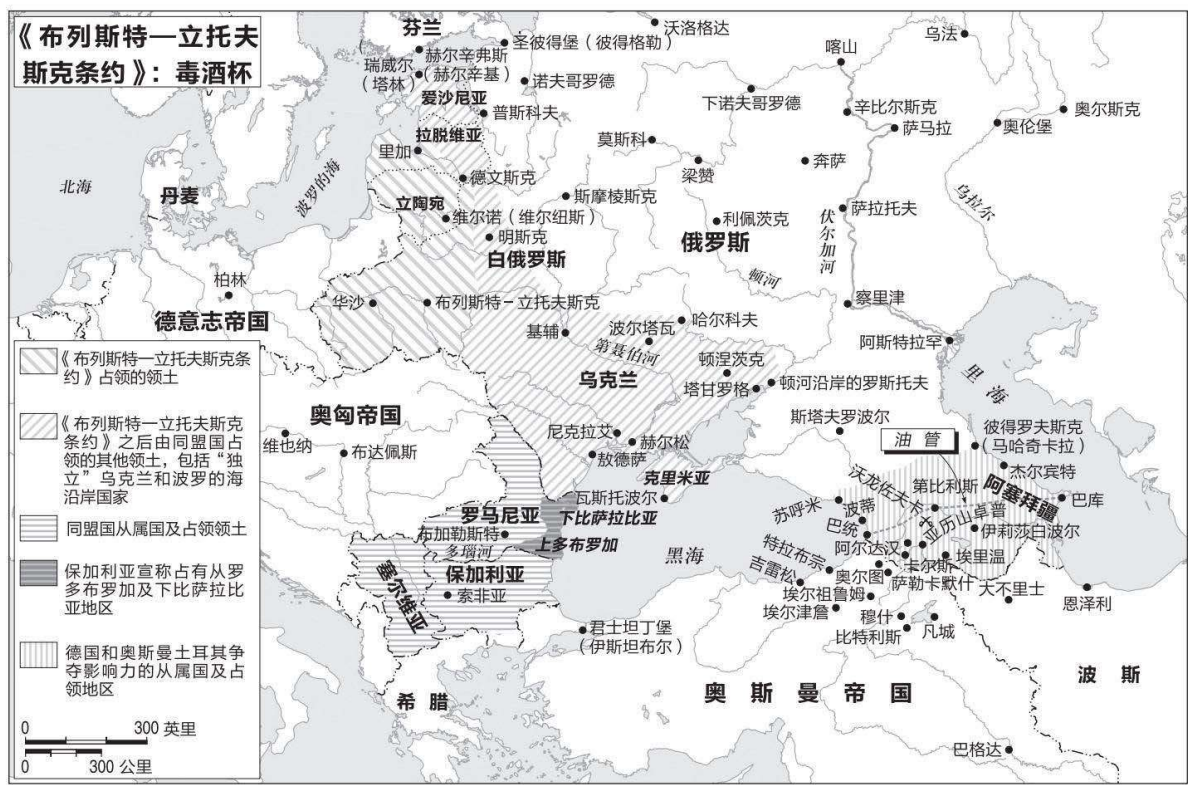 《布列斯特—立托夫
斯克条约》：毒酒杯
芬兰
沃洛格达
乌法
圣彼得堡（彼得格勒）
喀山
赫尔辛弗斯
（赫尔辛基）
瑞威尔
（塔林）
诺夫哥罗德
爱沙尼亚
下诺夫哥罗德
辛比尔斯克
奥尔斯克
普斯科夫
奥伦堡
萨马拉
拉脱维亚
莫斯科
里加
梁赞
奔萨
北海
丹麦
波罗的海
德文斯克
斯摩棱斯克
乌拉尔
立陶宛
萨拉托夫
维尔诺（维尔纽斯）
利佩茨克
伏尔加河
明斯克
俄罗斯
白俄罗斯
柏林
顿河
华沙
布列斯特－立托夫斯克
察里津
德意志帝国
基辅
波尔塔瓦
哈尔科夫
阿斯特拉罕
第聂伯河
顿涅茨克
里海
乌克兰
塔甘罗格
顿河沿岸的罗斯托夫
奥匈帝国
斯塔夫罗波尔
尼克拉艾
彼得罗夫斯克
（马哈奇卡拉）
维也纳
布达佩斯
赫尔松
油管
敖德萨
杰尔宾特
克里米亚
沃龙佐夫卡
第比利斯
阿塞拜疆
瓦斯托波尔
巴库
苏呼米
波蒂
罗马尼亚
下比萨拉比亚
巴统
亚历山卓普
伊莉莎白波尔
布加勒斯特
上多布罗加
多瑙河
黑海
特拉布宗
阿尔达汉
卡尔斯
埃里温
塞尔维亚
保加利亚
吉雷松
奥尔图
萨勒卡默什
大不里士
索非亚
埃尔祖鲁姆
恩泽利
埃尔津詹
穆什
君士坦丁堡
（伊斯坦布尔）
比特利斯
凡城
希腊
奥斯曼帝国
波斯
巴格达
《布列斯特—立托夫斯克条
约》占领的领土
《布列斯特—立托夫斯克
条约》之后由同盟国占
领的其他领土，包括“独
立”乌克兰和波罗的海
沿岸国家
同盟国从属国及占领领土
保加利亚宣称占有从罗
多布罗加及下比萨拉比
亚地区
德国和奥斯曼土耳其争
夺影响力的从属国及占
领地区
0 300 英里
0 300 公里